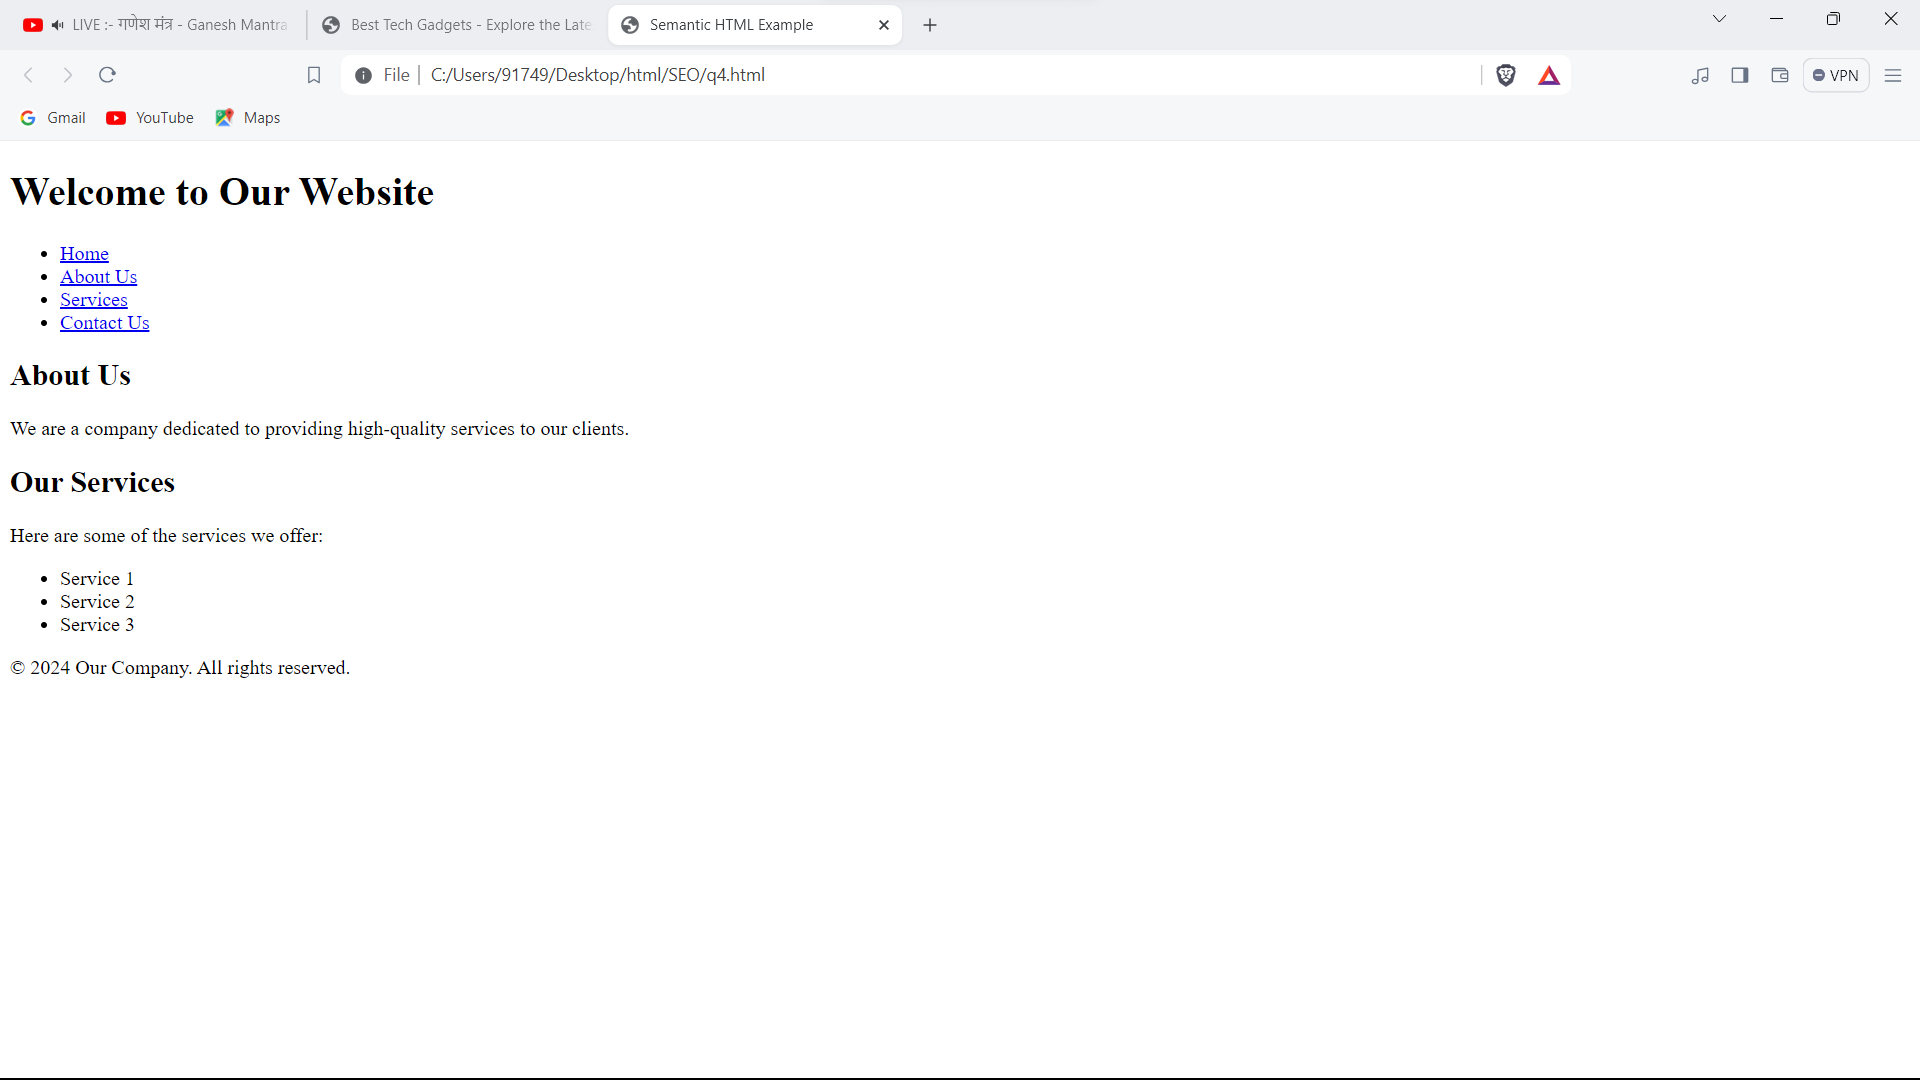 LIVE :- गणेश मंत्र - Ganesh Mantra
Best Tech Gadgets - Explore the Late
Semantic HTML Example
File
C:/Users/91749/Desktop/html/SEO/q4.html
VPN
Gmail
YouTube
Maps
Welcome to Our Website
Home
About Us
Services
Contact Us
About Us
We are a company dedicated to providing high-quality services to our clients.
Our Services
Here are some of the services we offer:
Service 1
Service 2
Service 3
© 2024 Our Company. All rights reserved.